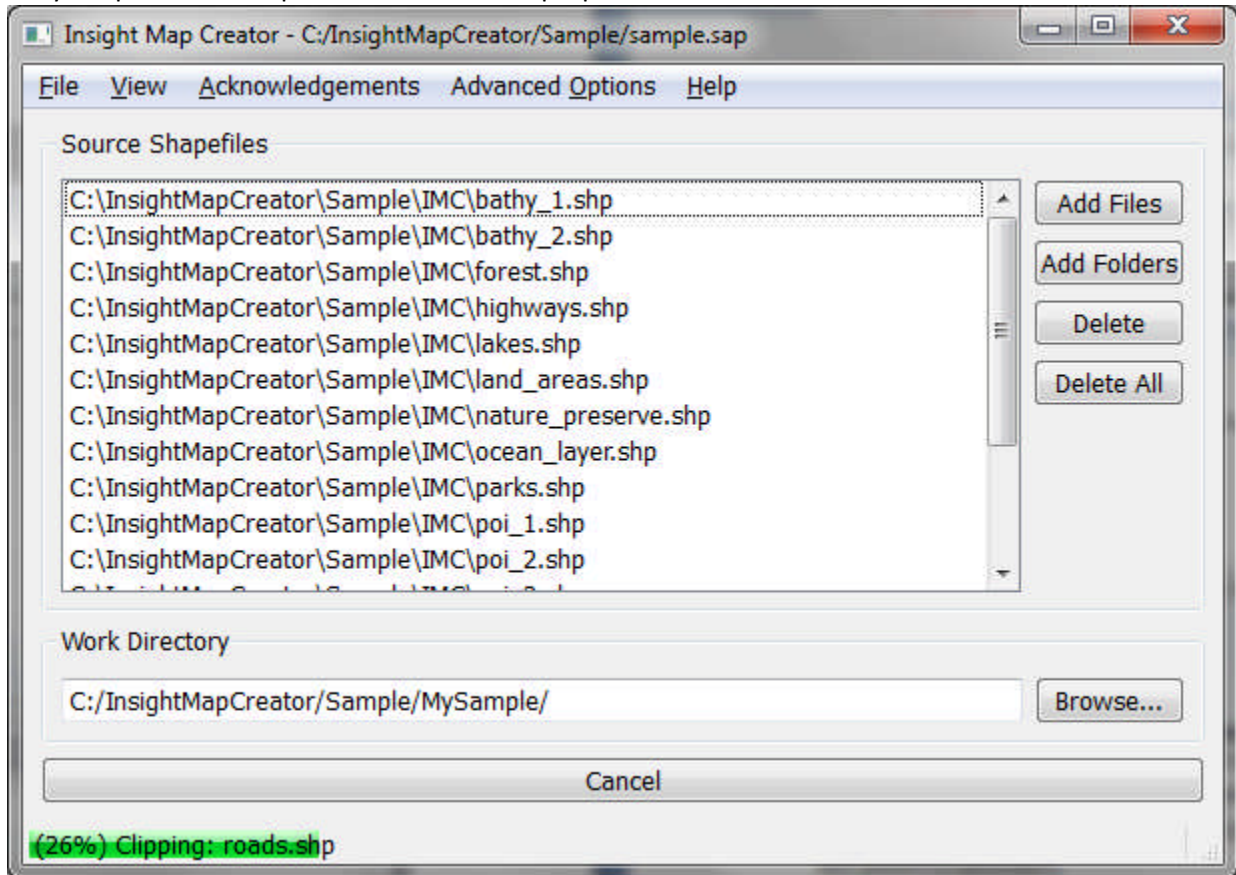 Insight Map Creator - C:/InsightMapCreator/Sample/sample.sap
File View Acknowledgements Advanced Options Help
Source Shapefiles
C:\InsightMapCreator\Sample\IMC\bathy_1.shp
Add Files
C:\InsightMapCreator\Sample\IMC\bathy_2.shp
C:\InsightMapCreator\Sample\IMC\forest.shp
Add Folders
C:\InsightMapCreator\Sample\IMC\highways.shp
C:\InsightMapCreator\Sample\IMC\lakes.shp
Delete
C:\InsightMapCreator\Sample\IMC\land_areas.shp
Delete All
C:\InsightMapCreator\Sample\IMC\nature_preserve.shp
C:\InsightMapCreator\Sample\IMC\ocean_layer.shp
C:\InsightMapCreator\Sample\IMC\parks.shp
C:\InsightMapCreator\Sample\IMC\poi_1.shp
C:\InsightMapCreator\Sample\IMC\poi_2.shp
Work Directory
C:/InsightMapCreator/Sample/MySample/
Browse...
Cancel
(26%) Clipping: roads.shp